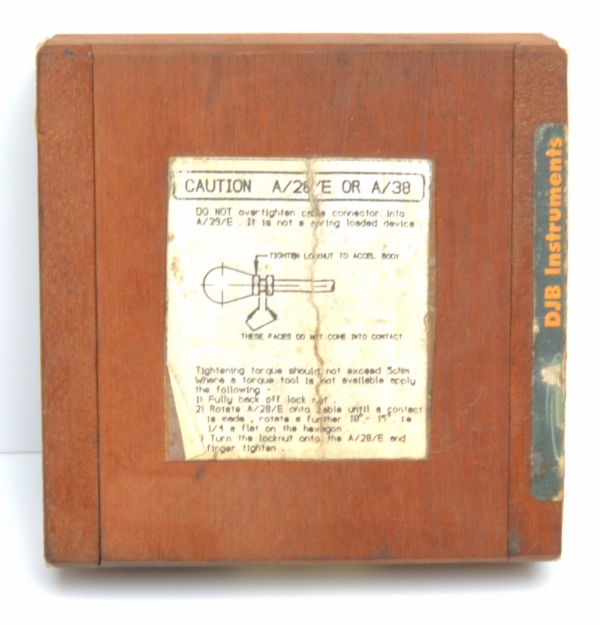 CAUTION A/28/E OR A/38
DO NOT overtighten cable connector into
A/29/E . It is not a spring loaded device
TIGHTEN LOCKNUT TO ACCEL BODY
THESE FACES DO NOT COME INTO CONTACT
Tightening torque should not exceed 5cNm .
Where a torque tool is not available apply
the following -
1) Fully back off lock nut .
2) Rotate A/28/E onto cable until a contact
is made , rotate a further 10° - 15° . ie
1/4 a flat on the hexagon .
) Turn the locknut onto the A/28/E and
finger tighten .
DJB Instruments